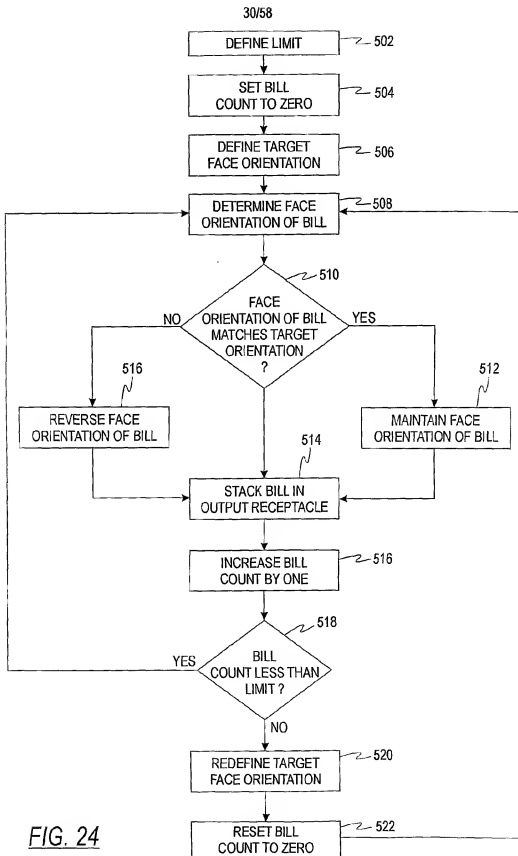 30/58
DEFINE LIMIT
502
SET BILL
COUNT TO ZERO
504
DEFINE TARGET
FACE ORIENTATION
506
DETERMINE FACE
ORIENTATION OF BILL
508
510
FACE
ORIENTATION OF BILL
MATCHES TARGET
ORIENTATION
?
NO
YES
516
REVERSE FACE
ORIENTATION OF BILL
512
MAINTAIN FACE
ORIENTATION OF BILL
514
STACK BILL IN
OUTPUT RECEPTACLE
INCREASE BILL
COUNT BY ONE
516
518
BILL
COUNT LESS THAN
LIMIT ?
YES
NO
REDEFINE TARGET
FACE ORIENTATION
520
RESET BILL
COUNT TO ZERO
522
FIG. 24